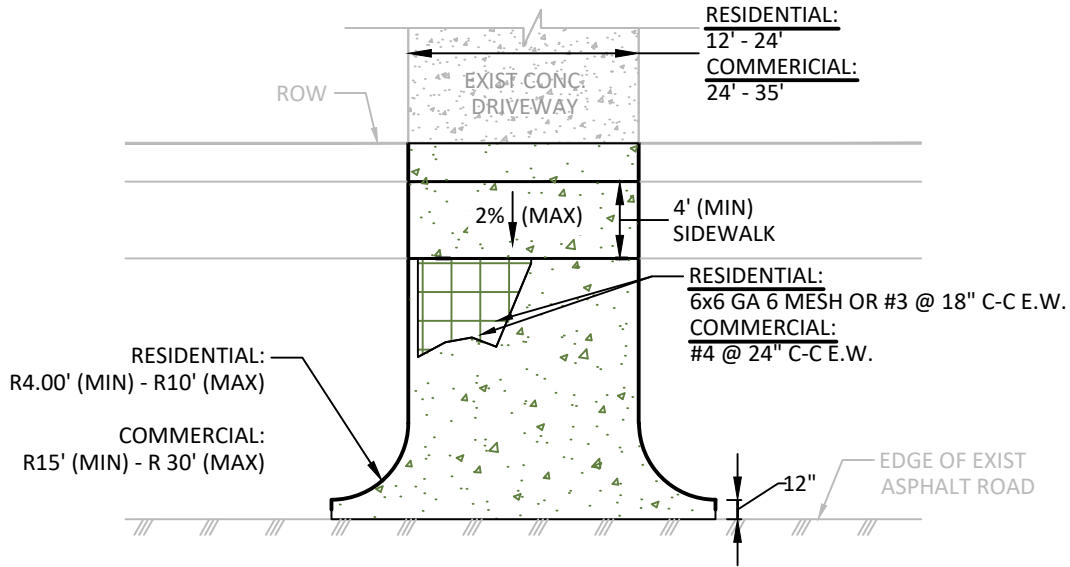 RESIDENTIAL:
12' - 24'
COMMERICIAL:
24' - 35'
EXIST CONC.
DRIVEWAY
ROW
2% (MAX)
4' (MIN)
SIDEWALK
RESIDENTIAL:
6x6 GA 6 MESH OR #3 @ 18" C-C E.W.
COMMERCIAL:
#4 @ 24" C-C E.W.
RESIDENTIAL:
R4.00' (MIN) - R10' (MAX)
COMMERCIAL:
R15' (MIN) - R 30' (MAX)
12"
EDGE OF EXIST
ASPHALT ROAD